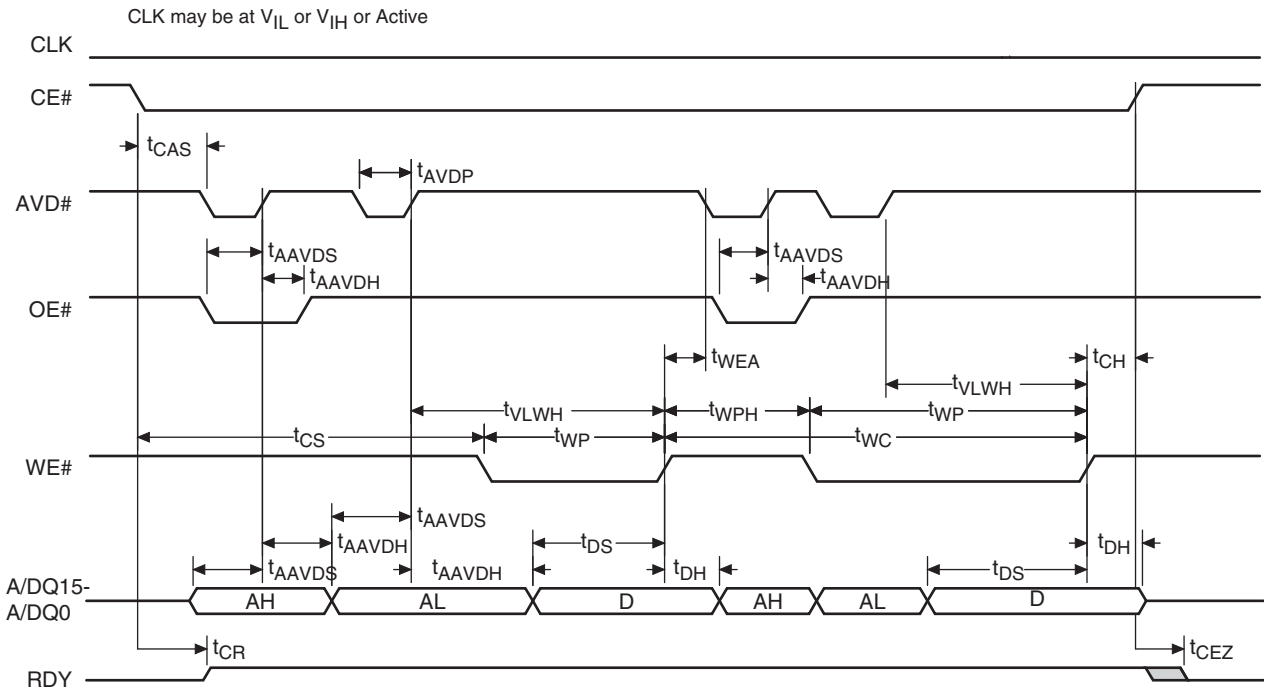 CLK may be at VIL or VIH or Active
CLK
CE#
tCAS
tAVDP
AVD#
tAAVDS
tAAVDS
tAAVDH
tAAVDH
OE#
tWEA
tCH
tVLWH
tVLWH
tWPH
tWP
tCS
tWP
tWC
WE#
tAAVDS
tAAVDH
tDS
tDH
tAAVDS
tAAVDH
tDH
tDS
A/DQ15-
A/DQ0
AH
AL
D
AH
AL
D
tCR
tCEZ
RDY